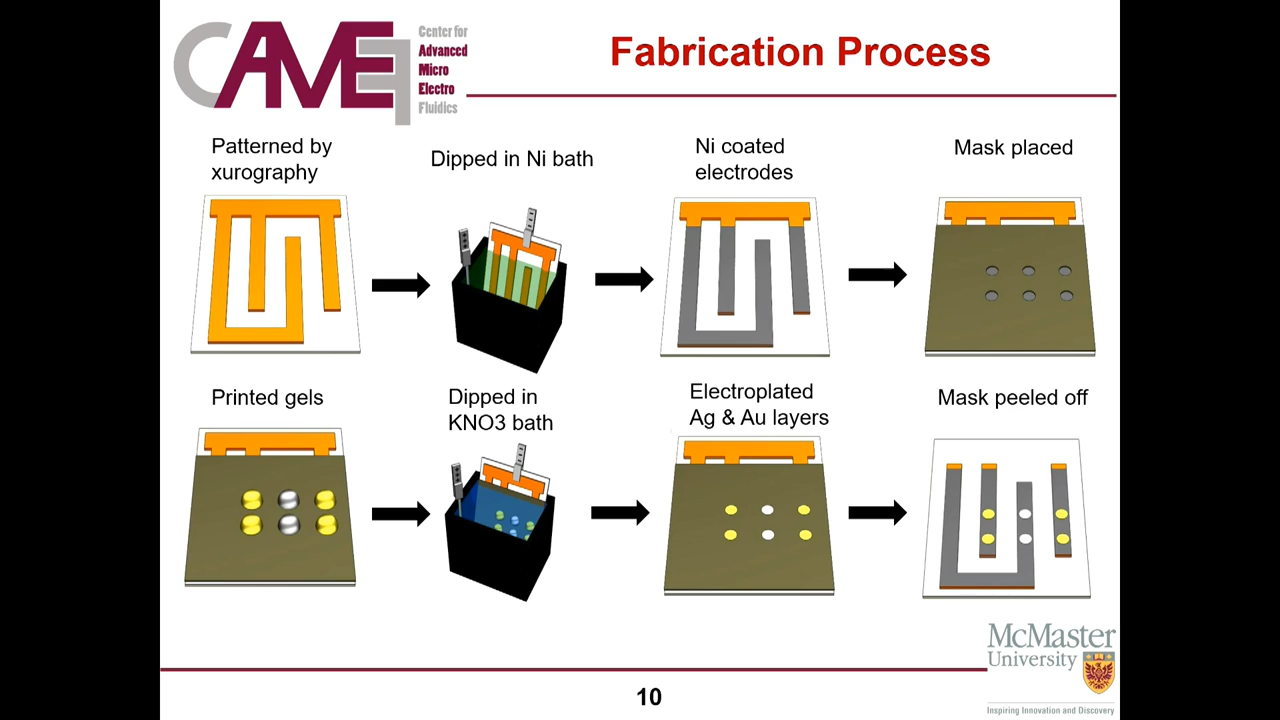 CAMEF
Center for
Advanced
Micro
Electro
Fluidics
Fabrication Process
Patterned by
xurography
Dipped in Ni bath
Ni coated
electrodes
Mask placed
Printed gels
Dipped in
KNO3 bath
Electroplated
Ag & Au layers
Mask peeled off
McMaster
University
Inspiring Innovation and Discovery
10